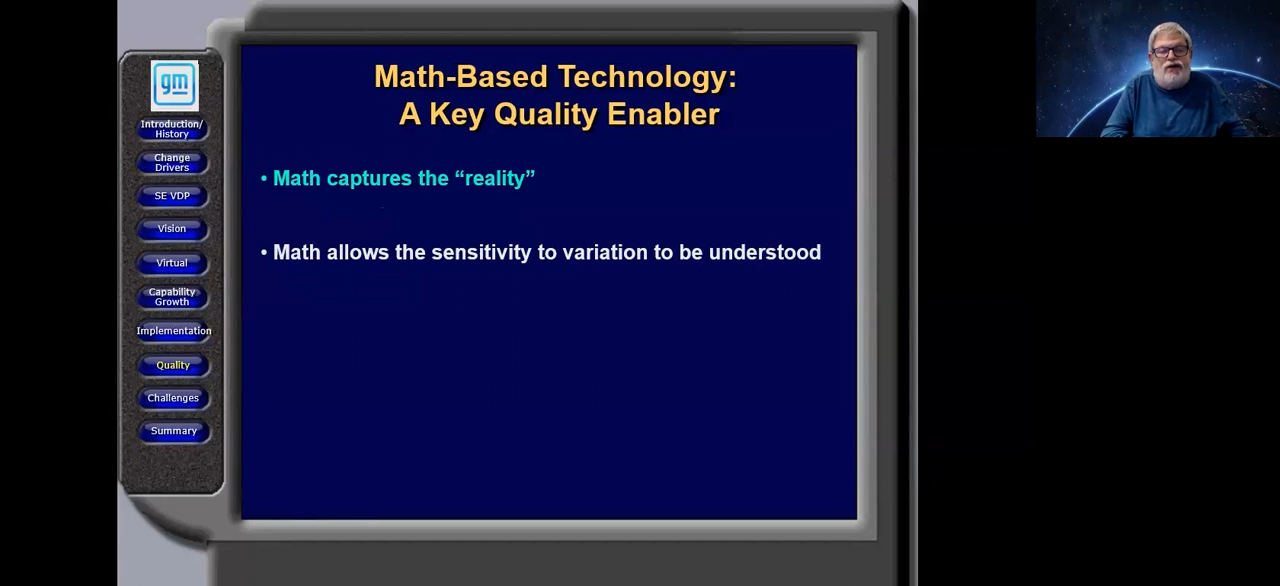 gm
Introduction/
History
Change
Drivers
SE VDP
Vision
Virtual
Capability
Growth
Implementation
Quality
Challenges
Summary
Math-Based Technology:
A Key Quality Enabler
• Math captures the “reality”
• Math allows the sensitivity to variation to be understood